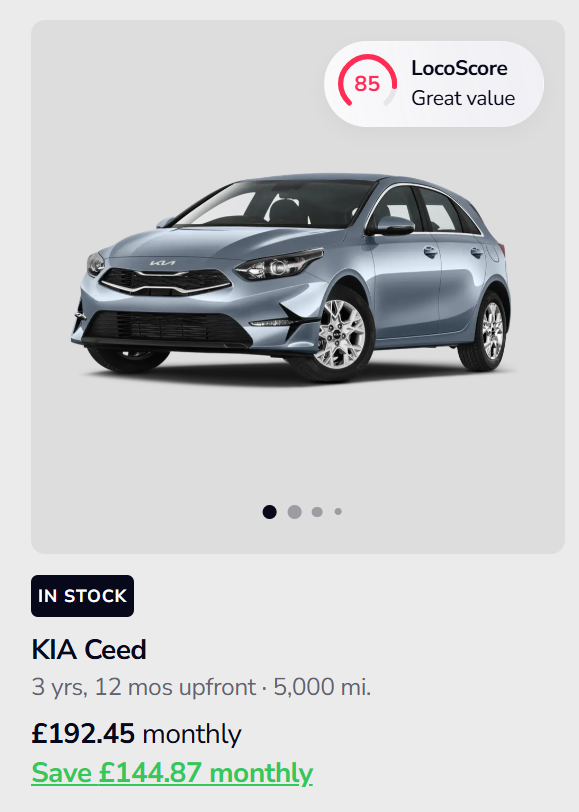 85
LocoScore
Great value
KIA
IN STOCK
KIA Ceed
3 yrs, 12 mos upfront · 5,000 mi.
£192.45 monthly
Save £144.87 monthly